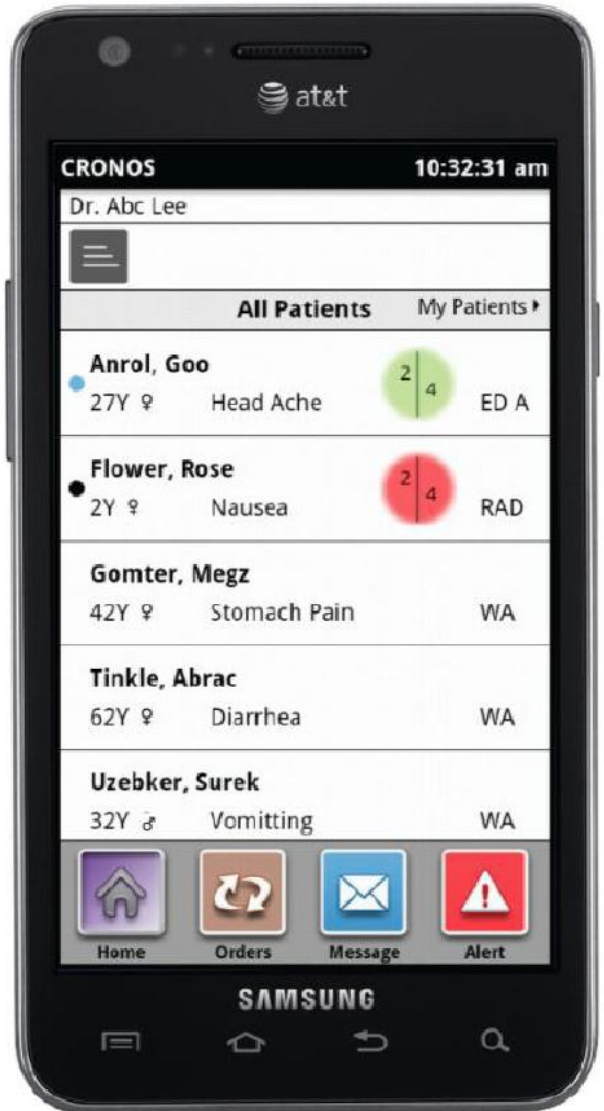 at&t
CRONOS 10:32:31 am
Dr. Abc Lee
All Patients My Patients
Anrol, Goo
2 4
27Y ♀ Head Ache ED A
Flower, Rose
2 4
2Y ♀ Nausea RAD
Gomter, Megz
42Y ♀ Stomach Pain WA
Tinkle, Abrac
62Y ♀ Diarrhea WA
Uzebker, Surek
32Y ♂ Vomitting WA
Home Orders Message Alert
SAMSUNG